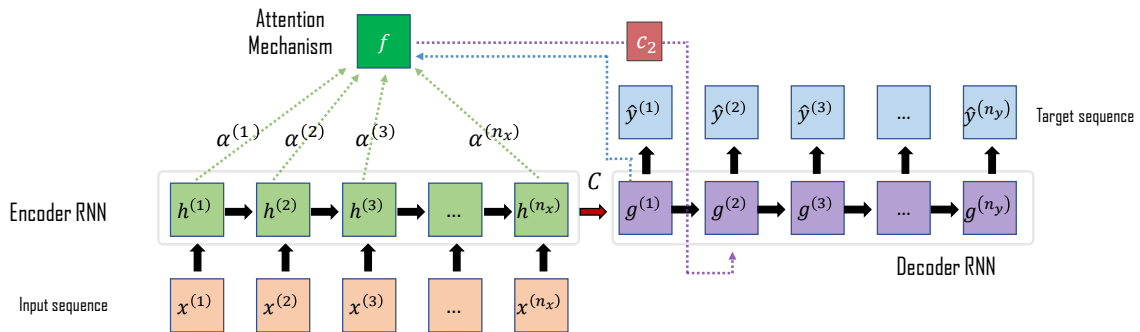 Attention
Mechanism
f
c₂
ŷ⁽¹⁾ ŷ⁽²⁾ ŷ⁽³⁾ ... ŷ⁽ⁿʸ⁾
Target sequence
α⁽¹⁾ α⁽²⁾ α⁽³⁾ α⁽ⁿˣ⁾
C
Encoder RNN
h⁽¹⁾ h⁽²⁾ h⁽³⁾ ... h⁽ⁿˣ⁾
g⁽¹⁾ g⁽²⁾ g⁽³⁾ ... g⁽ⁿʸ⁾
Decoder RNN
Input sequence
x⁽¹⁾ x⁽²⁾ x⁽³⁾ ... x⁽ⁿˣ⁾